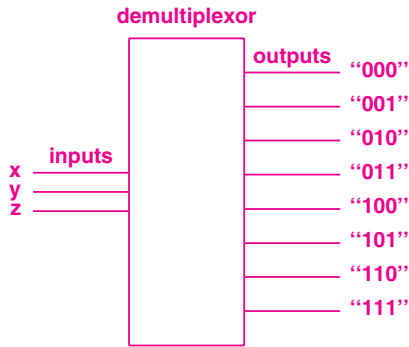 demultiplexor
outputs
‘‘000’’
‘‘001’’
‘‘010’’
inputs
x
‘‘011’’
y
z
‘‘100’’
‘‘101’’
‘‘110’’
‘‘111’’